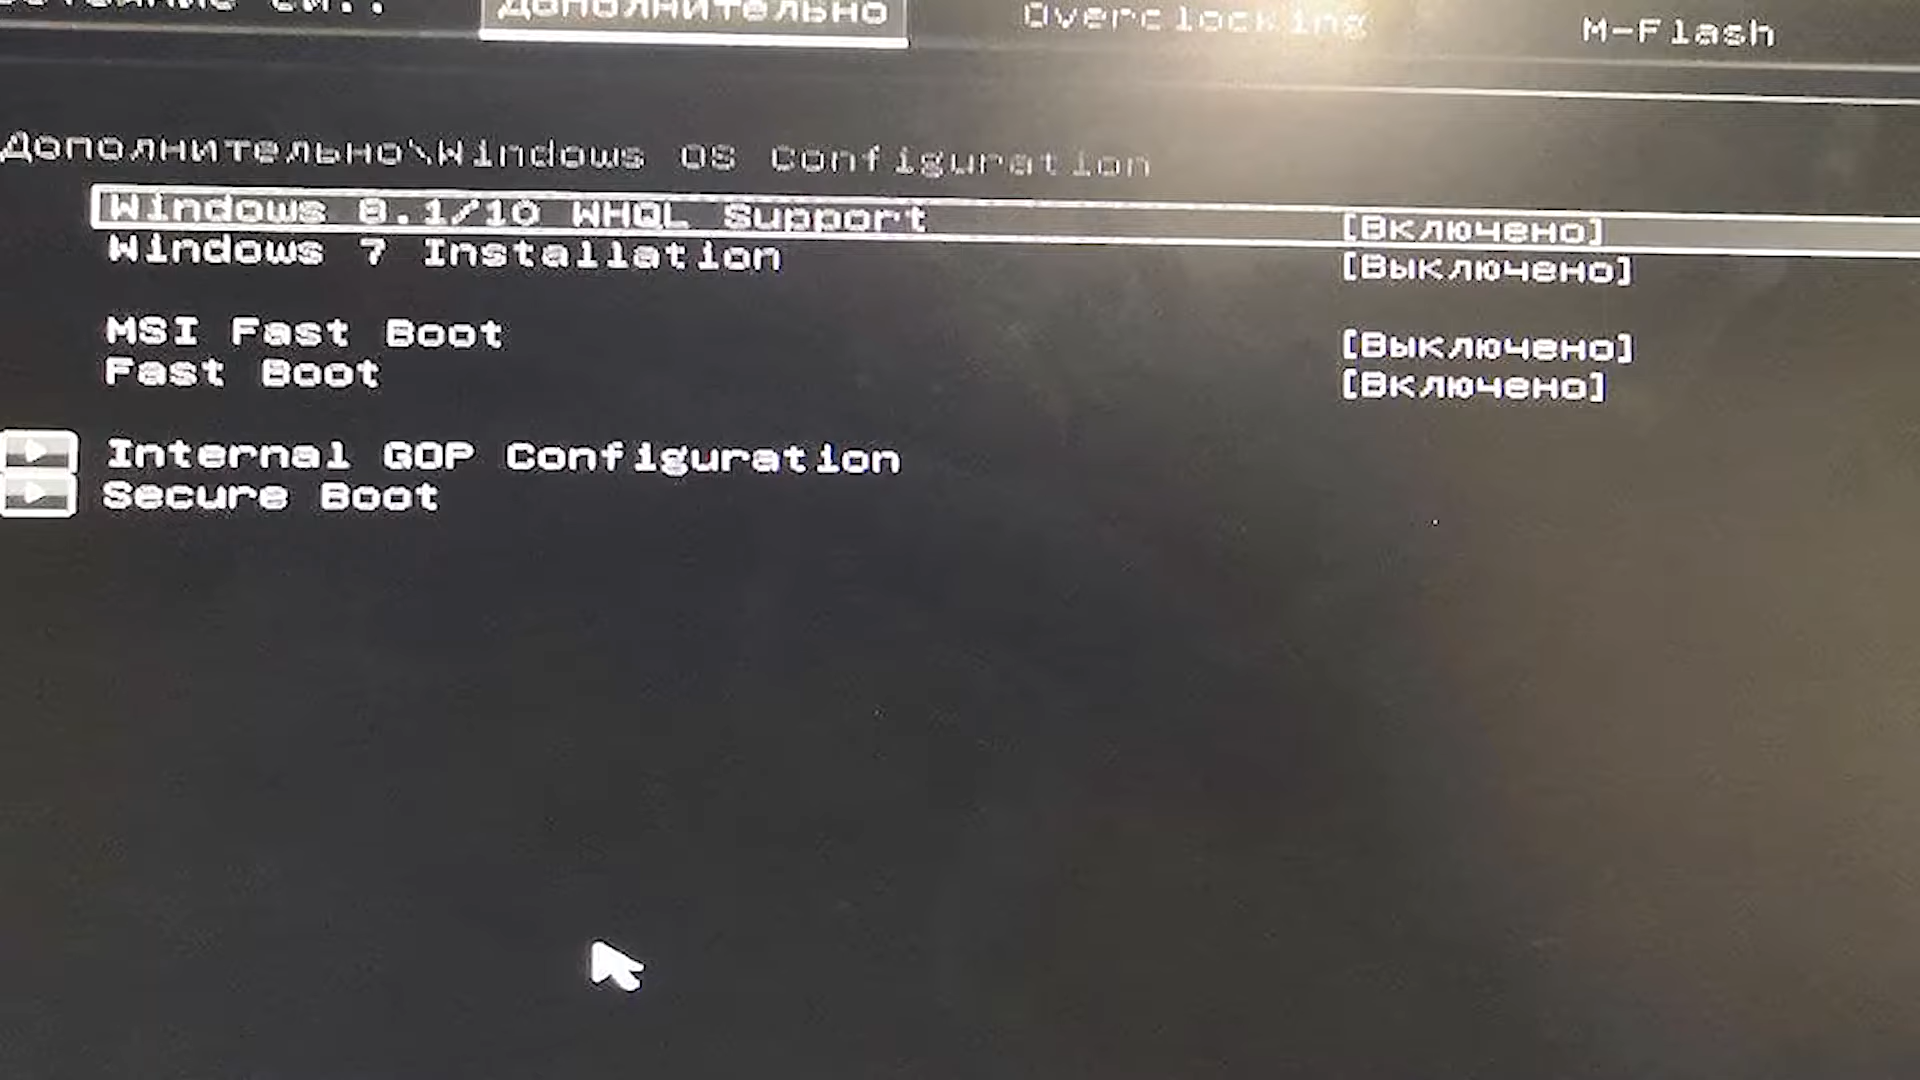 Дополнительно
Overclocking
M-Flash
Дополнительно\Windows OS Configuration
Windows 8.1/10 WHQL Support [Включено]
Windows 7 Installation [Выключено]
MSI Fast Boot [Выключено]
Fast Boot [Включено]
Internal GOP Configuration
Secure Boot